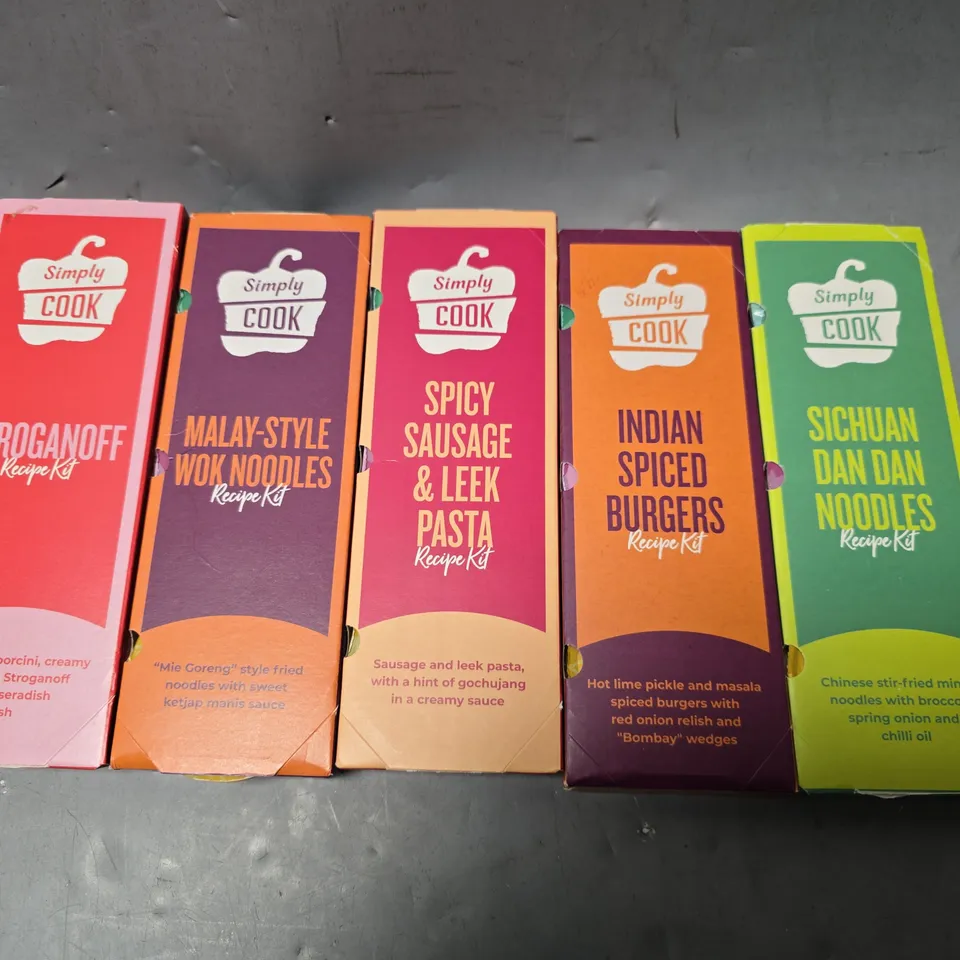 Simply
COOK
ROGANOFF
Recipe Kit
porcini, creamy
Stroganoff
seradish
sh
Simply
COOK
MALAY-STYLE
WOK NOODLES
Recipe Kit
"Mie Goreng" style fried
noodles with sweet
ketjap manis sauce
Simply
COOK
SPICY
SAUSAGE
& LEEK
PASTA
Recipe Kit
Sausage and leek pasta,
with a hint of gochujang
in a creamy sauce
Simply
COOK
INDIAN
SPICED
BURGERS
Recipe Kit
Hot lime pickle and masala
spiced burgers with
red onion relish and
"Bombay" wedges
Simply
COOK
SICHUAN
DAN DAN
NOODLES
Recipe Kit
Chinese stir-fried min
noodles with brocco
spring onion and
chilli oil